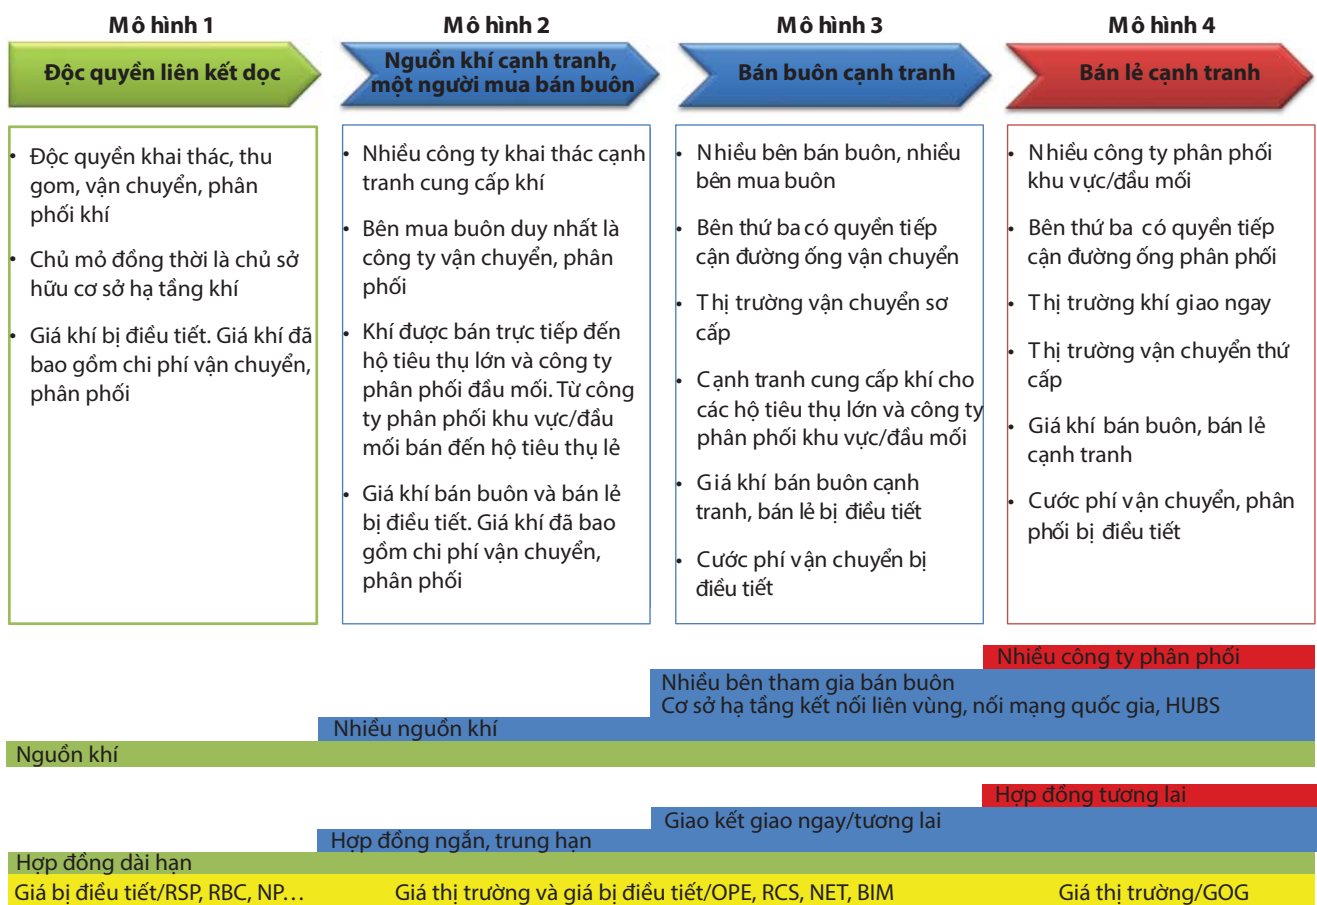 Mô hình 1
Độc quyền liên kết dọc
• Độc quyền khai thác, thu
gom, vận chuyển, phân
phối khí
• Chủ mỏ đồng thời là chủ sở
hữu cơ sở hạ tầng khí
• Giá khí bị điều tiết. Giá khí đã
bao gồm chi phí vận chuyển,
phân phối
Mô hình 2
Nguồn khí cạnh tranh,
một người mua bán buôn
• Nhiều công ty khai thác cạnh
tranh cung cấp khí
• Bên mua buôn duy nhất là
công ty vận chuyển, phân
phối
• Khí được bán trực tiếp đến
hộ tiêu thụ lớn và công ty
phân phối đầu mối. Từ công
ty phân phối khu vực/đầu
mối bán đến hộ tiêu thụ lẻ
• Giá khí bán buôn và bán lẻ
bị điều tiết. Giá khí đã bao
gồm chi phí vận chuyển,
phân phối
Mô hình 3
Bán buôn cạnh tranh
• Nhiều bên bán buôn, nhiều
bên mua buôn
• Bên thứ ba có quyền tiếp
cận đường ống vận chuyển
• Thị trường vận chuyển sơ
cấp
• Cạnh tranh cung cấp khí cho
các hộ tiêu thụ lớn và công ty
phân phối khu vực/đầu mối
• Giá khí bán buôn cạnh
tranh, bán lẻ bị điều tiết
• Cước phí vận chuyển bị
điều tiết
Mô hình 4
Bán lẻ cạnh tranh
• Nhiều công ty phân phối
khu vực/đầu mối
• Bên thứ ba có quyền tiếp
cận đường ống phân phối
• Thị trường khí giao ngay
• Thị trường vận chuyển thứ
cấp
• Giá khí bán buôn, bán lẻ
cạnh tranh
• Cước phí vận chuyển, phân
phối bị điều tiết
Nhiều công ty phân phối
Nhiều bên tham gia bán buôn
Cơ sở hạ tầng kết nối liên vùng, nối mạng quốc gia, HUBS
Nhiều nguồn khí
Nguồn khí
Hợp đồng tương lai
Giao kết giao ngay/tương lai
Hợp đồng ngắn, trung hạn
Hợp đồng dài hạn
Giá bị điều tiết/RSP, RBC, NP... Giá thị trường và giá bị điều tiết/OPE, RCS, NET, BIM Giá thị trường/GOG